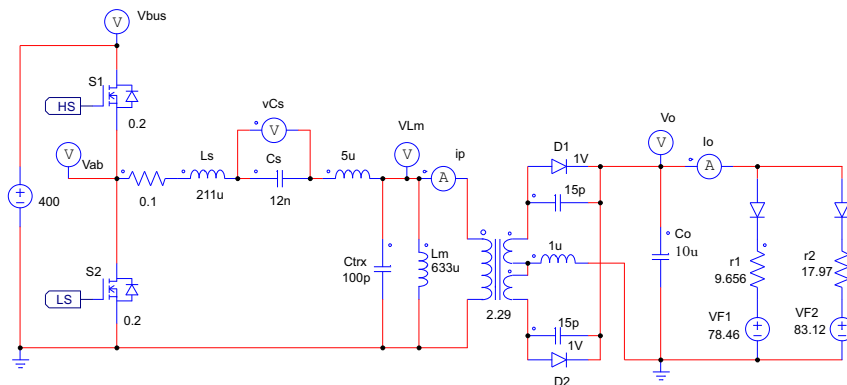 Vbus
V
S1
HS
0.2
Vab
V
0.1
Ls
211u
vCs
V
Cs
12n
5u
VLm
V
ip
A
400
S2
LS
0.2
Ctrx
100p
Lm
633u
2.29
D1
1V
15p
1u
15p
1V
D2
Vo
V
Io
A
Co
10u
r1
9.656
VF1
78.46
r2
17.97
VF2
83.12